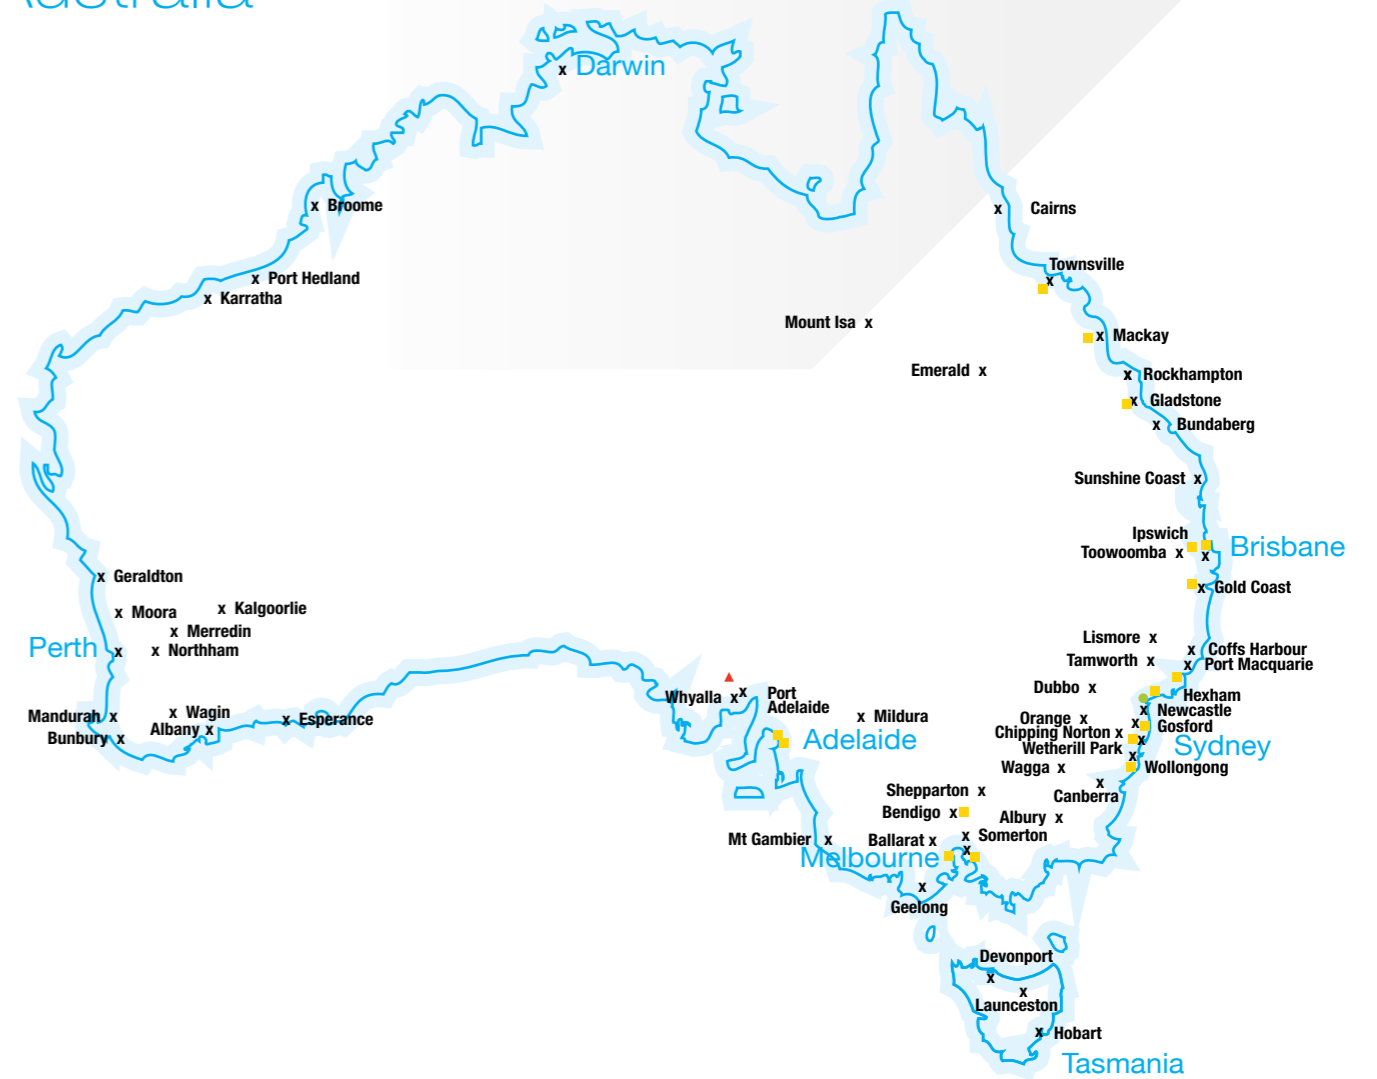 Australia
Darwin
Broome
Cairns
Port Hedland
Karratha
Townsville
Mount Isa
Mackay
Emerald
Rockhampton
Gladstone
Bundaberg
Sunshine Coast
Ipswich
Brisbane
Toowoomba
Geraldton
Gold Coast
Moora
Kalgoorlie
Merredin
Lismore
Perth
Northham
Coffs Harbour
Tamworth
Port Macquarie
Dubbo
Whyalla
Port
Adelaide
Hexham
Mandurah
Wagin
Newcastle
Esperance
Mildura
Orange
Gosford
Albany
Chipping Norton
Bunbury
Adelaide
Wetherill Park
Sydney
Wagga
Wollongong
Shepparton
Canberra
Bendigo
Albury
Mt Gambier
Ballarat
Somerton
Melbourne
Geelong
Devonport
Launceston
Hobart
Tasmania